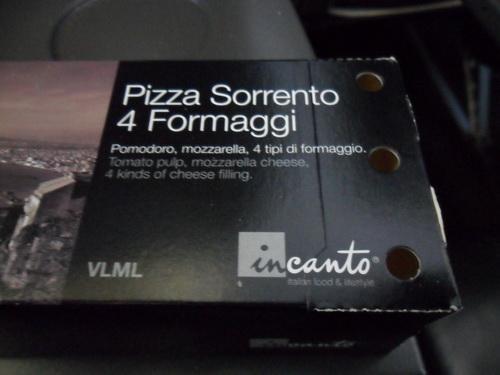 Pizza Sorrento
4 Formaggi
Pomodoro, mozzarella, 4 tipi di formaggio.
Tomato pulp, mozzarella cheese,
4 kinds of cheese filling.
VLML
incanto®
italian food & lifestyle
incanto